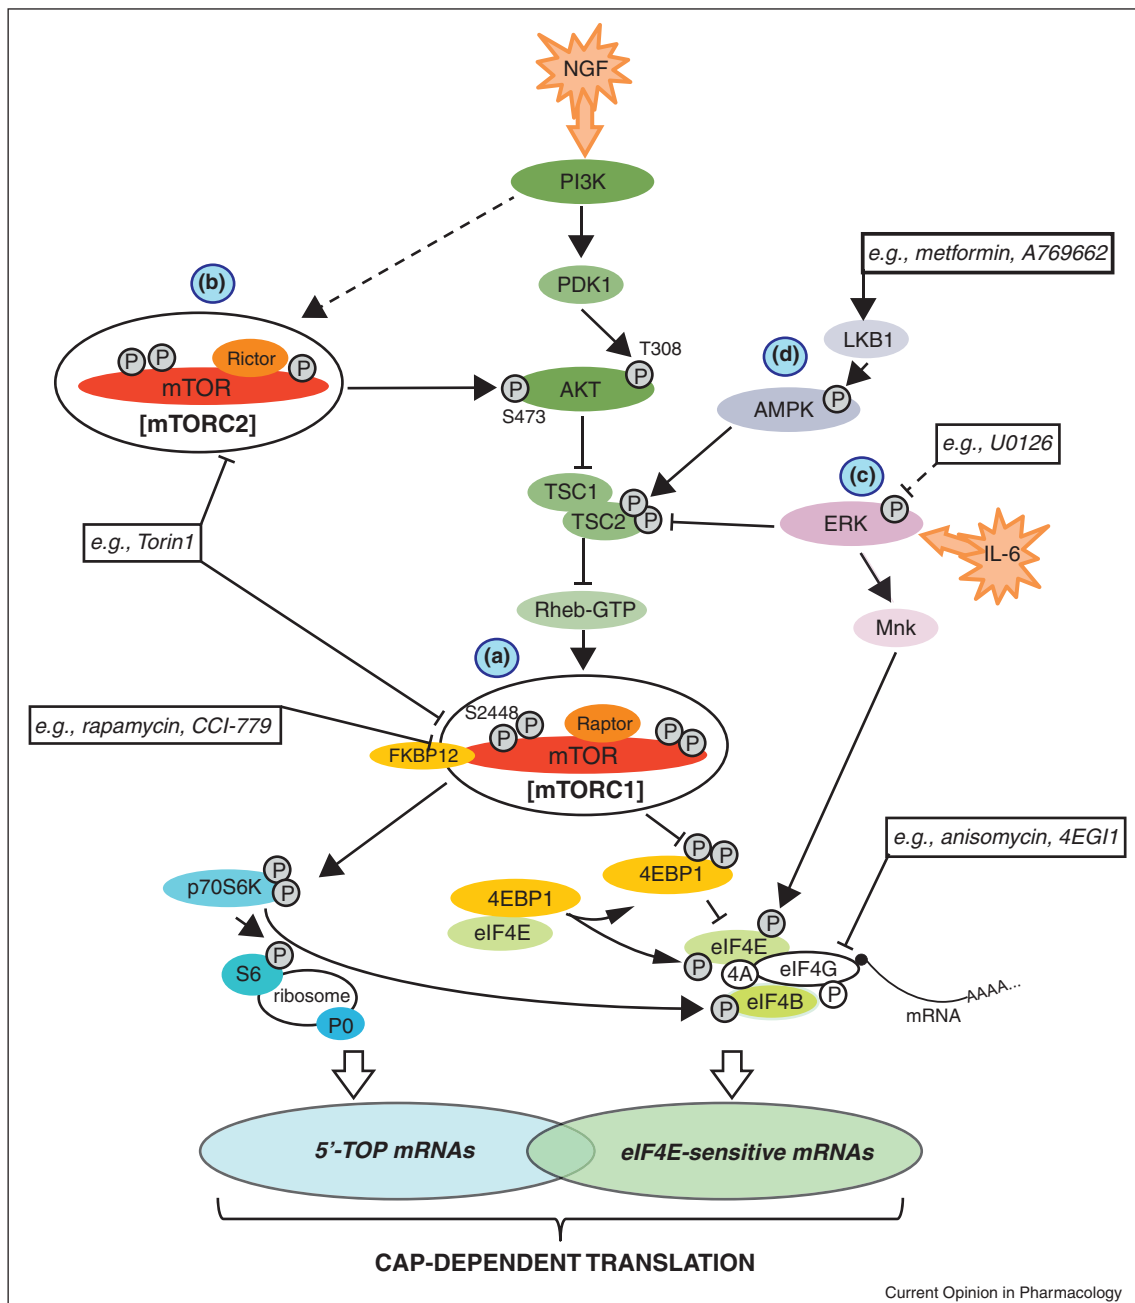 NGF
PI3K
e.g., metformin, A769662
(b)
PDK1
LKB1
T308
(d)
P
P
Rictor
P
P
mTOR
P
AKT
P
AMPK
[mTORC2]
S473
e.g., U0126
(c)
TSC1
P
P
TSC2
P
ERK
e.g., Torin1
IL-6
Rheb-GTP
Mnk
(a)
S2448
P
P
Raptor
P
P
e.g., rapamycin, CCI-779
FKBP12
mTOR
[mTORC1]
e.g., anisomycin, 4EGI1
P
P
4EBP1
P
P
p70S6K
4EBP1
eIF4E
P
eIF4E
P
P
S6
4A
eIF4G
ribosome
P
eIF4B
P
AAAA...
mRNA
P0
5’-TOP mRNAs
eIF4E-sensitive mRNAs
CAP-DEPENDENT TRANSLATION
Current Opinion in Pharmacology